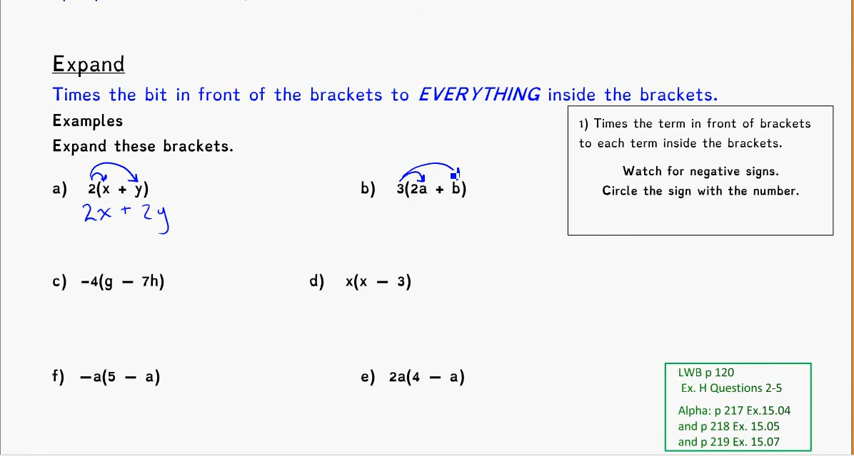 Expand
Times the bit in front of the brackets to EVERYTHING inside the brackets.
Examples
Expand these brackets.
1) Times the term in front of brackets
to each term inside the brackets.
Watch for negative signs.
Circle the sign with the number.
a) 2(x + y)
2x + 2y
b) 3(2a + b)
c) -4(g – 7h)
d) x(x – 3)
f) –a(5 – a)
e) 2a(4 – a)
LWB p 120
Ex. H Questions 2-5
Alpha: p 217 Ex.15.04
and p 218 Ex. 15.05
and p 219 Ex. 15.07